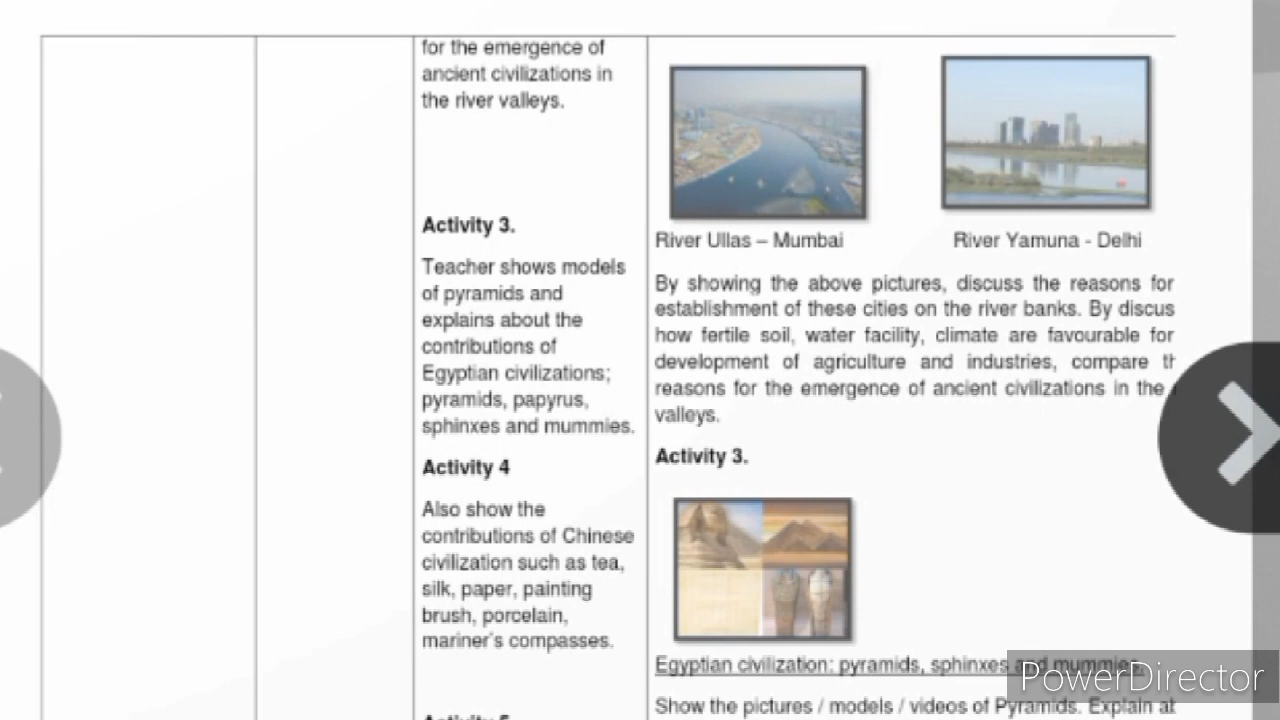 for the emergence of
ancient civilizations in
the river valleys.
Activity 3.
Teacher shows models
of pyramids and
explains about the
contributions of
Egyptian civilizations;
pyramids, papyrus,
sphinxes and mummies.
Activity 4
Also show the
contributions of Chinese
civilization such as tea,
silk, paper, painting
brush, porcelain,
mariner's compasses.
River Ullas – Mumbai
River Yamuna - Delhi
By showing the above pictures, discuss the reasons for
establishment of these cities on the river banks. By discus
how fertile soil, water facility, climate are favourable for
development of agriculture and industries, compare th
reasons for the emergence of ancient civilizations in the
valleys.
Activity 3.
Egyptian civilization: pyramids, sphinxes and mummies.
Show the pictures / models / videos of Pyramids. Explain
PowerDirector